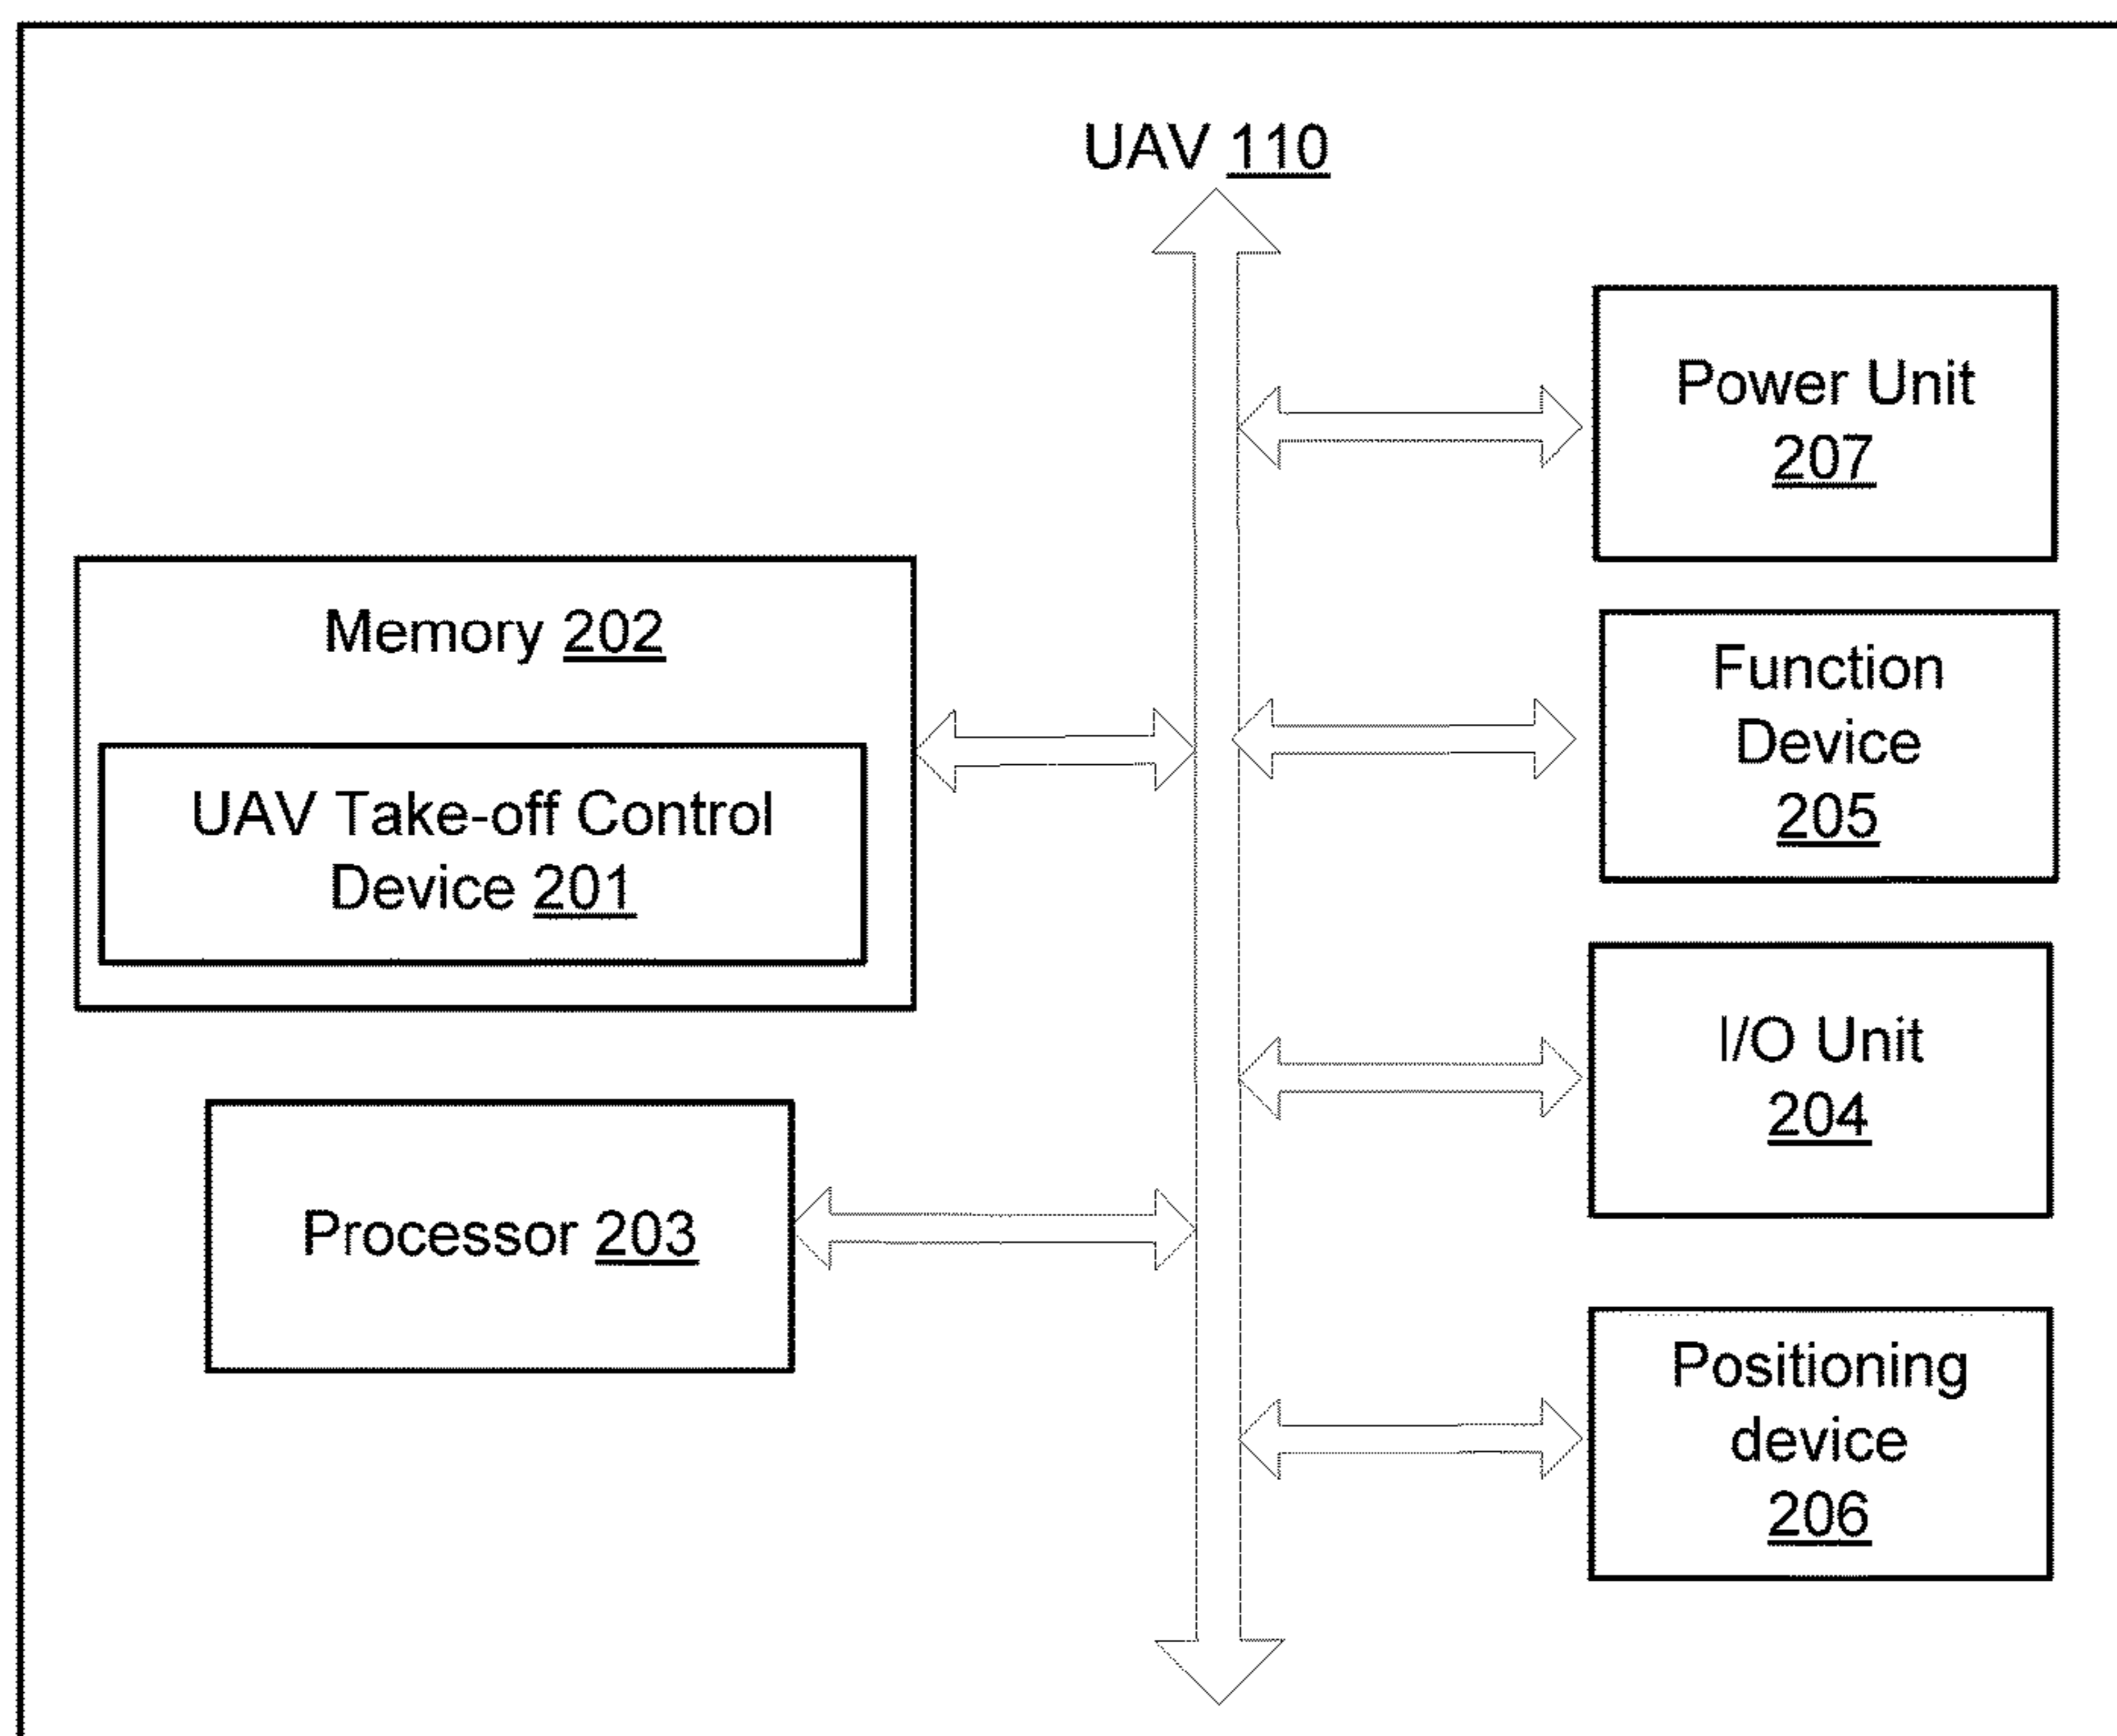 UAV 110
Power Unit
207
Memory 202
UAV Take-off Control
Device 201
Function
Device
205
I/O Unit
204
Processor 203
Positioning
device
206